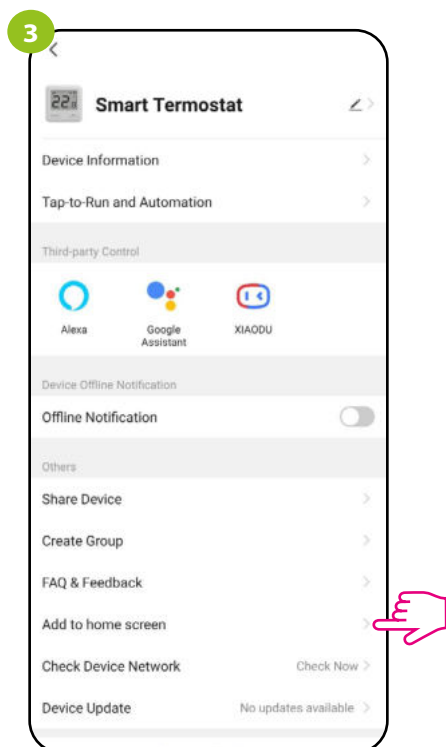 3
22
Smart Termostat
Device Information
Tap-to-Run and Automation
Third-party Control
Alexa
Google
Assistant
XIAODU
Device Offline Notification
Offline Notification
Others
Share Device
Create Group
FAQ & Feedback
Add to home screen
Check Device Network Check Now
Device Update No updates available